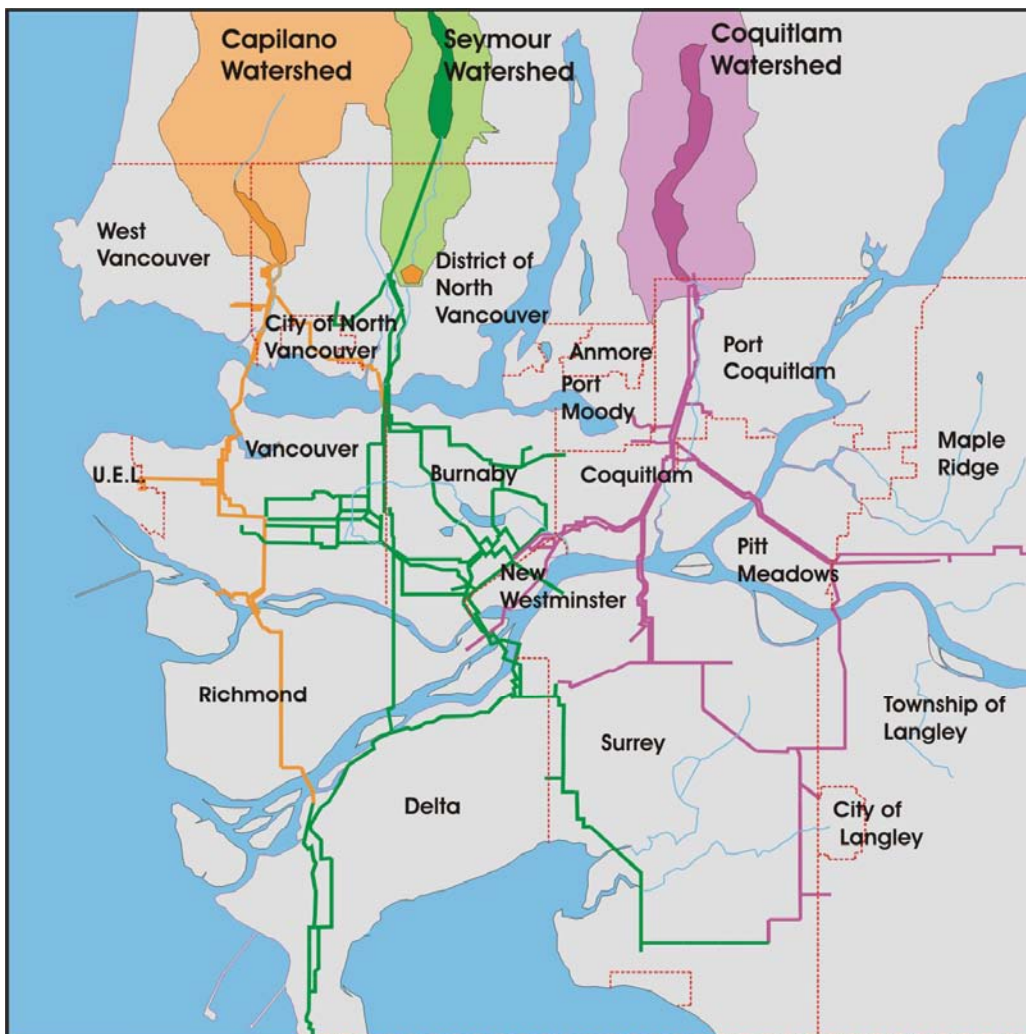 Capilano
Watershed
Seymour
Watershed
Coquitlam
Watershed
West
Vancouver
District of
North
Vancouver
City of North
Vancouver
Anmore
Port
Moody
Port
Coquitlam
U.E.L.
Vancouver
Burnaby
Coquitlam
Maple
Ridge
New
Westminster
Pitt
Meadows
Richmond
Surrey
Township of
Langley
Delta
City of
Langley